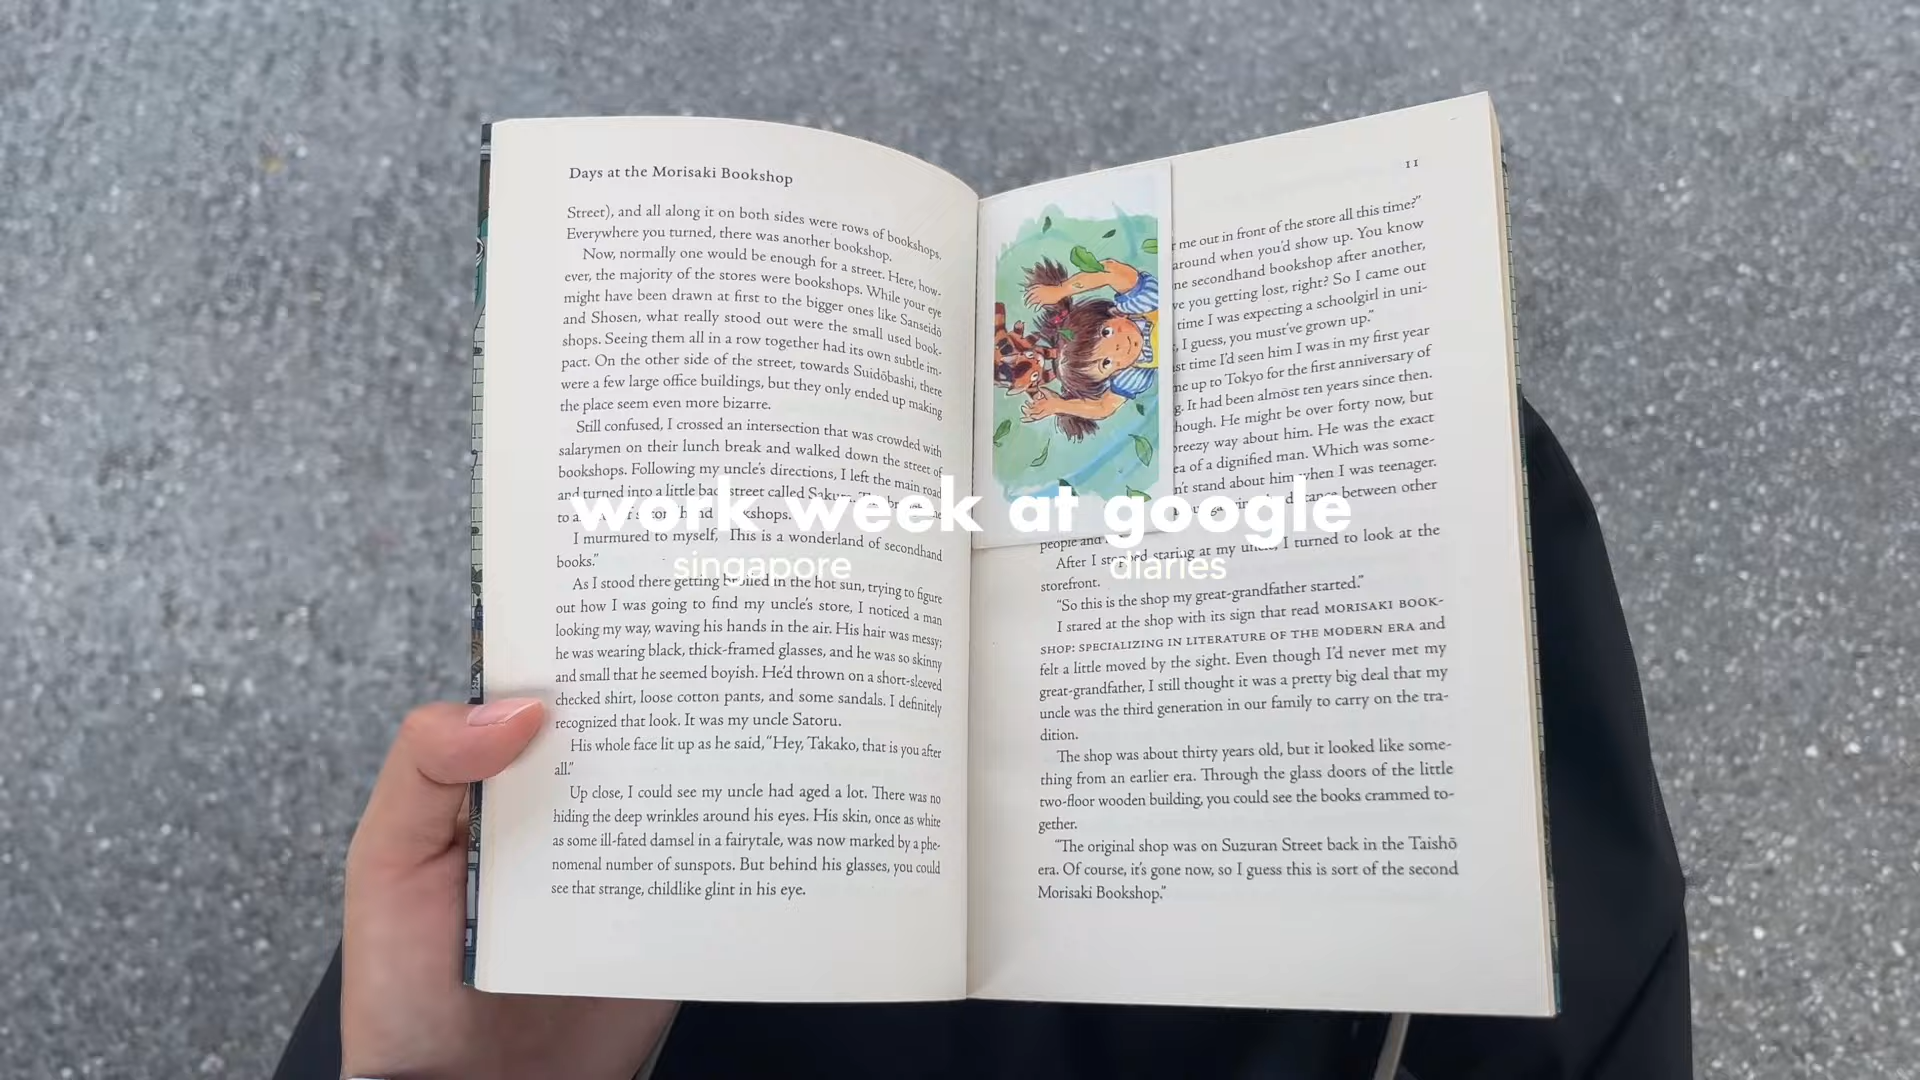 Days at the Morisaki Bookshop
Street), and all along it on both sides were rows of bookshops.
Everywhere you turned, there was another bookshop.
Now, normally one would be enough for a street. Here, how-
ever, the majority of the stores were bookshops. While your eye
might have been drawn at first to the bigger ones like Sanseidō
and Shosen, what really stood out were the small used book-
shops. Seeing them all in a row together had its own subtle im-
pact. On the other side of the street, towards Suidōbashi, there
were a few large office buildings, but they only ended up making
the place seem even more bizarre.
Still confused, I crossed an intersection that was crowded with
salarymen on their lunch break and walked down the street of
bookshops. Following my uncle's directions, I left the main road
and turned into a little back street called
to a
I murmured to myself, This is a wonderland of secondhand
books."
As I stood there getting broiled in the hot sun, trying to figure
out how I was going to find my uncle's store, I noticed a man
looking my way, waving his hands in the air. His hair was messy;
he was wearing black, thick-framed glasses, and he was so skinny
and small that he seemed boyish. He'd thrown on a short-sleeved
checked shirt, loose cotton pants, and some sandals. I definitely
recognized that look. It was my uncle Satoru.
His whole face lit up as he said, "Hey, Takako, that is you after
all."
Up close, I could see my uncle had aged a lot. There was no
hiding the deep wrinkles around his eyes. His skin, once as white
as some ill-fated damsel in a fairytale, was now marked by a phe-
nomenal number of sunspots. But behind his glasses, you could
see that strange, childlike glint in his eye.
11
me out in front of the store all this time?"
around when you'd show up. You know
ne secondhand bookshop after another,
ve you getting lost, right? So I came out
time I was expecting a schoolgirl in uni-
, I guess, you must've grown up."
st time I'd seen him I was in my first year
me up to Tokyo for the first anniversary of
g. It had been almost ten years since then.
hough. He might be over forty now, but
breezy way about him. He was the exact
ea of a dignified man. Which was some-
n't stand about him when I was teenager.
distance between other
people and
After I stopped staring at my uncle, I turned to look at the
storefront.
"So this is the shop my great-grandfather started."
I stared at the shop with its sign that read MORISAKI BOOK-
SHOP: SPECIALIZING IN LITERATURE OF THE MODERN ERA and
felt a little moved by the sight. Even though I'd never met my
great-grandfather, I still thought it was a pretty big deal that my
uncle was the third generation in our family to carry on the tra-
dition.
The shop was about thirty years old, but it looked like some-
thing from an earlier era. Through the glass doors of the little
two-floor wooden building, you could see the books crammed to-
gether.
"The original shop was on Suzuran Street back in the Taishō
era. Of course, it's gone now, so I guess this is sort of the second
Morisaki Bookshop."
work week at google
singapore diaries